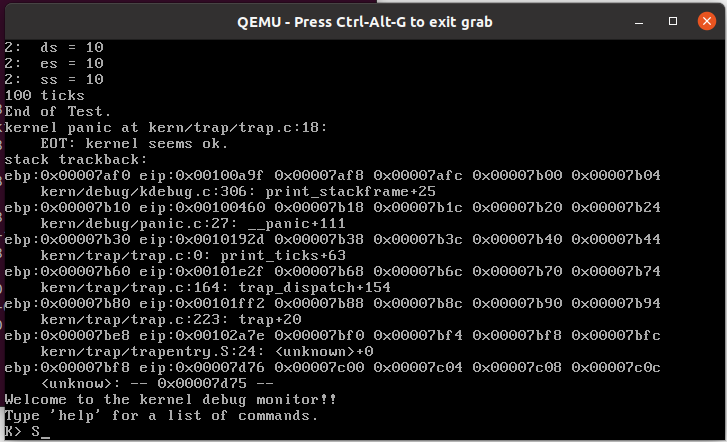 QEMU - Press Ctrl-Alt-G to exit grab
2:  ds = 10
2:  es = 10
2:  ss = 10
100 ticks
End of Test.
kernel panic at kern/trap/trap.c:18:
    EOT: kernel seems ok.
stack trackback:
ebp:0x00007af0 eip:0x00100a9f 0x00007af8 0x00007afc 0x00007b00 0x00007b04
    kern/debug/kdebug.c:306: print_stackframe+25
ebp:0x00007b10 eip:0x00100460 0x00007b18 0x00007b1c 0x00007b20 0x00007b24
    kern/debug/panic.c:27: __panic+111
ebp:0x00007b30 eip:0x0010192d 0x00007b38 0x00007b3c 0x00007b40 0x00007b44
    kern/trap/trap.c:0: print_ticks+63
ebp:0x00007b60 eip:0x00101e2f 0x00007b68 0x00007b6c 0x00007b70 0x00007b74
    kern/trap/trap.c:164: trap_dispatch+154
ebp:0x00007b80 eip:0x00101ff2 0x00007b88 0x00007b8c 0x00007b90 0x00007b94
    kern/trap/trap.c:223: trap+20
ebp:0x00007be8 eip:0x00102a7e 0x00007bf0 0x00007bf4 0x00007bf8 0x00007bfc
    kern/trap/trapentry.S:24: <unknown>+0
ebp:0x00007bf8 eip:0x00007d76 0x00007c00 0x00007c04 0x00007c08 0x00007c0c
    <unknow>: -- 0x00007d75 --
Welcome to the kernel debug monitor!!
Type 'help' for a list of commands.
K> S_